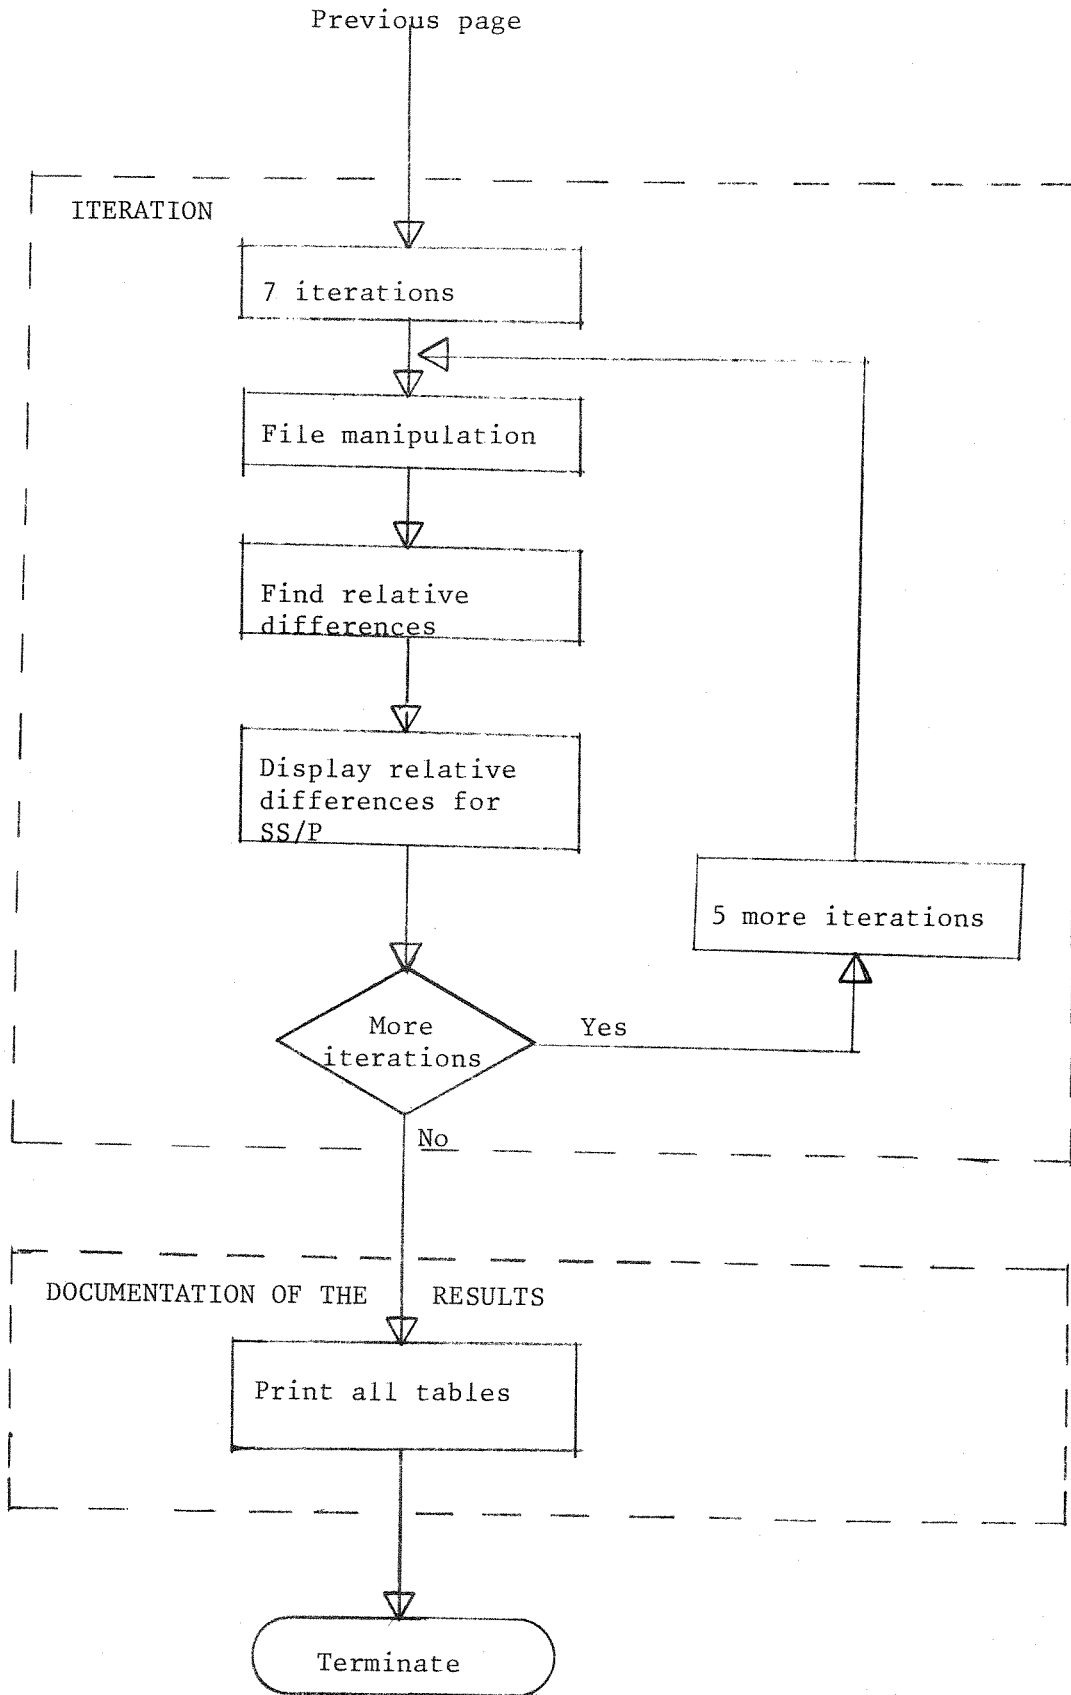 Previous page
ITERATION
7 iterations
File manipulation
Find relative
differences
Display relative
differences for
SS/P
5 more iterations
More
iterations
Yes
No
DOCUMENTATION OF THE RESULTS
Print all tables
Terminate